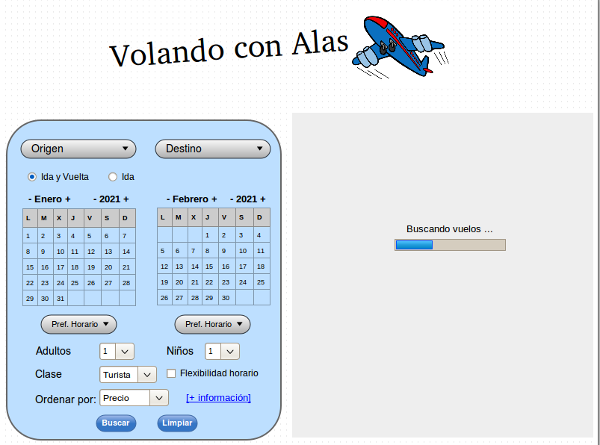 Volando con Alas
Origen Destino
Ida y Vuelta Ida
- Enero + - 2021 + - Febrero + - 2021 +
L M X J V S D L M X J V S D
1 2 3 4 5 6 7 1 2 3 4
8 9 10 11 12 13 14 5 6 7 8 9 10 11
15 16 17 18 19 20 21 12 13 14 15 16 17 18
22 23 24 25 26 27 28 19 20 21 22 23 24 25
29 30 31 26 27 28 29 30
Pref. Horario Pref. Horario
Adultos 1 Niños 1
Clase Turista Flexibilidad horario
Ordenar por: Precio [+ información]
Buscar Limpiar
Buscando vuelos ...